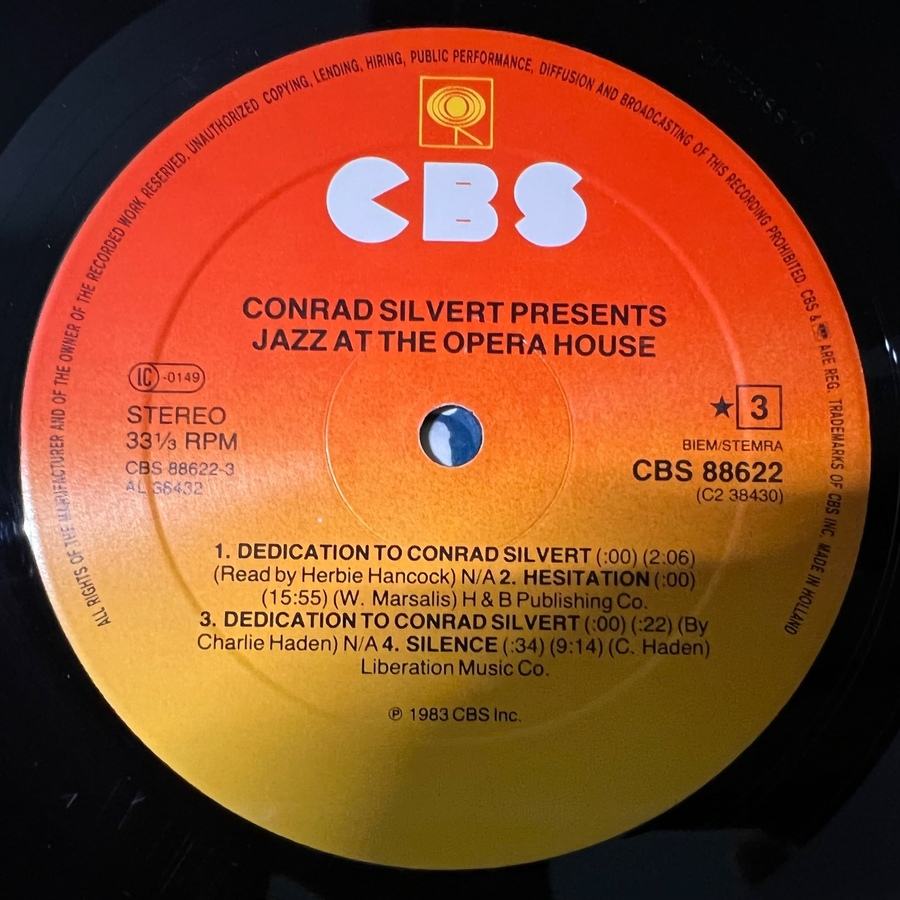 ALL RIGHTS OF THE MANUFACTURER AND OF THE OWNER OF THE RECORDED WORK RESERVED. UNAUTHORIZED COPYING, LENDING, HIRING, PUBLIC PERFORMANCE, DIFFUSION AND BROADCASTING OF THIS RECORDING PROHIBITED. CBS & ARE REG. TRADEMARKS OF CBS INC. MADE IN HOLLAND
CBS
CONRAD SILVERT PRESENTS
JAZZ AT THE OPERA HOUSE
IC -0149
STEREO
33⅓ RPM
CBS 88622-3
AL 38432
★ 3
BIEM/STEMRA
CBS 88622
(C2 38430)
1. DEDICATION TO CONRAD SILVERT (:00) (2:06)
(Read by Herbie Hancock) N/A 2. HESITATION (:00)
(15:55) (W. Marsalis) H & B Publishing Co.
3. DEDICATION TO CONRAD SILVERT (:00) (:22) (By
Charlie Haden) N/A 4. SILENCE (:34) (9:14) (C. Haden)
Liberation Music Co.
℗ 1983 CBS Inc.